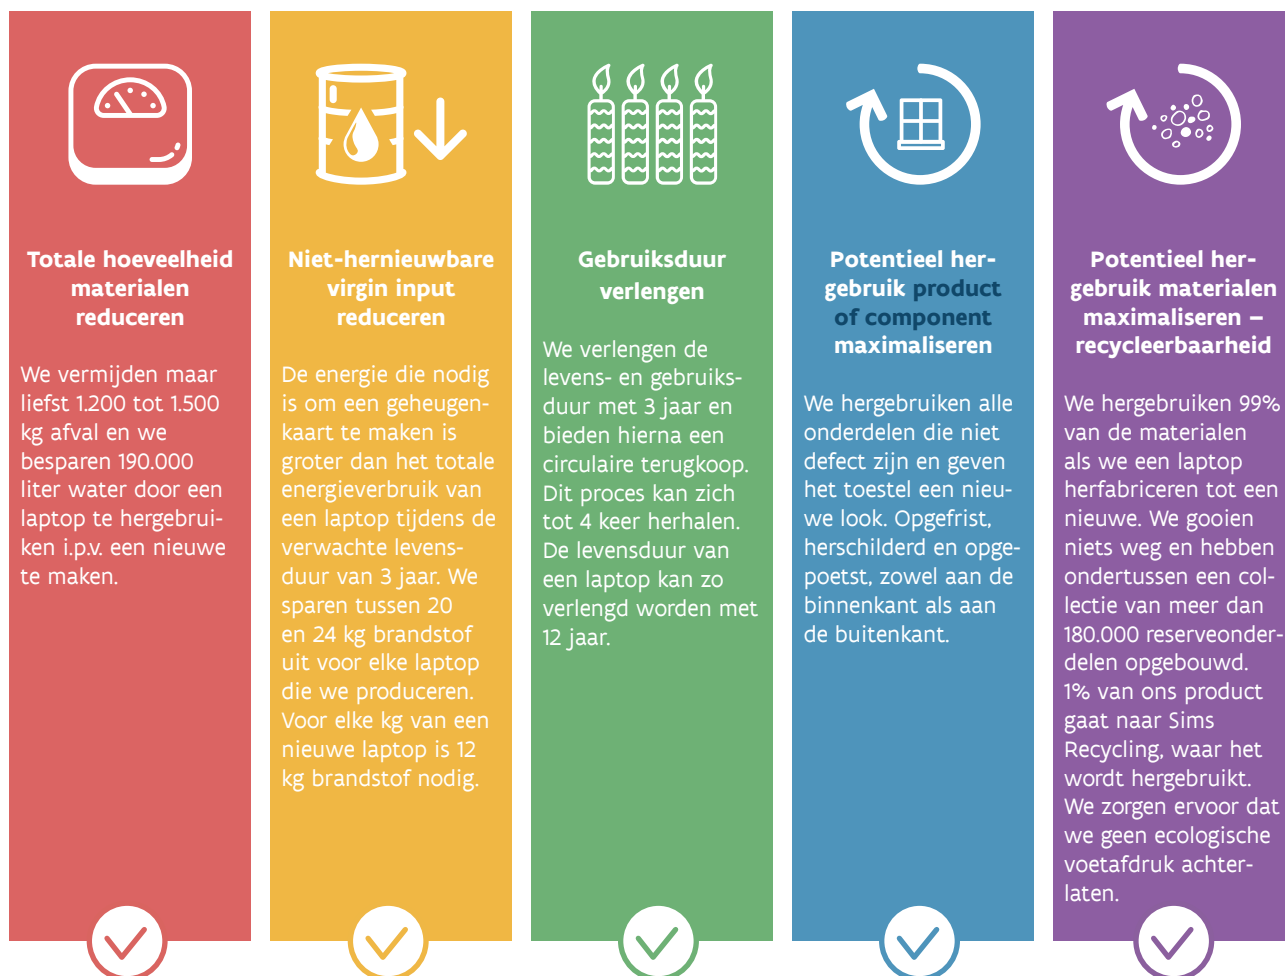 Totale hoeveelheid
materialen
reduceren
We vermijden maar
liefst 1.200 tot 1.500
kg afval en we
besparen 190.000
liter water door een
laptop te hergebrui-
ken i.p.v. een nieuwe
te maken.
Niet-hernieuwbare
virgin input
reduceren
De energie die nodig
is om een geheugen-
kaart te maken is
groter dan het totale
energieverbruik van
een laptop tijdens de
verwachte levens-
duur van 3 jaar. We
sparen tussen 20
en 24 kg brandstof
uit voor elke laptop
die we produceren.
Voor elke kg van een
nieuwe laptop is 12
kg brandstof nodig.
Gebruiksduur
verlengen
We verlengen de
levens- en gebruiks-
duur met 3 jaar en
bieden hierna een
circulaire terugkoop.
Dit proces kan zich
tot 4 keer herhalen.
De levensduur van
een laptop kan zo
verlengd worden met
12 jaar.
Potentieel her-
gebruik product
of component
maximaliseren
We hergebruiken alle
onderdelen die niet
defect zijn en geven
het toestel een nieu-
we look. Opgefrist,
herschilderd en opge-
poetst, zowel aan de
binnenkant als aan
de buitenkant.
Potentieel her-
gebruik materialen
maximaliseren –
recycleerbaarheid
We hergebruiken 99%
van de materialen
als we een laptop
herfabriceren tot een
nieuwe. We gooien
niets weg en hebben
ondertussen een col-
lectie van meer dan
180.000 reserveonder-
delen opgebouwd.
1% van ons product
gaat naar Sims
Recycling, waar het
wordt hergebruikt.
We zorgen ervoor dat
we geen ecologische
voetafdruk achter-
laten.